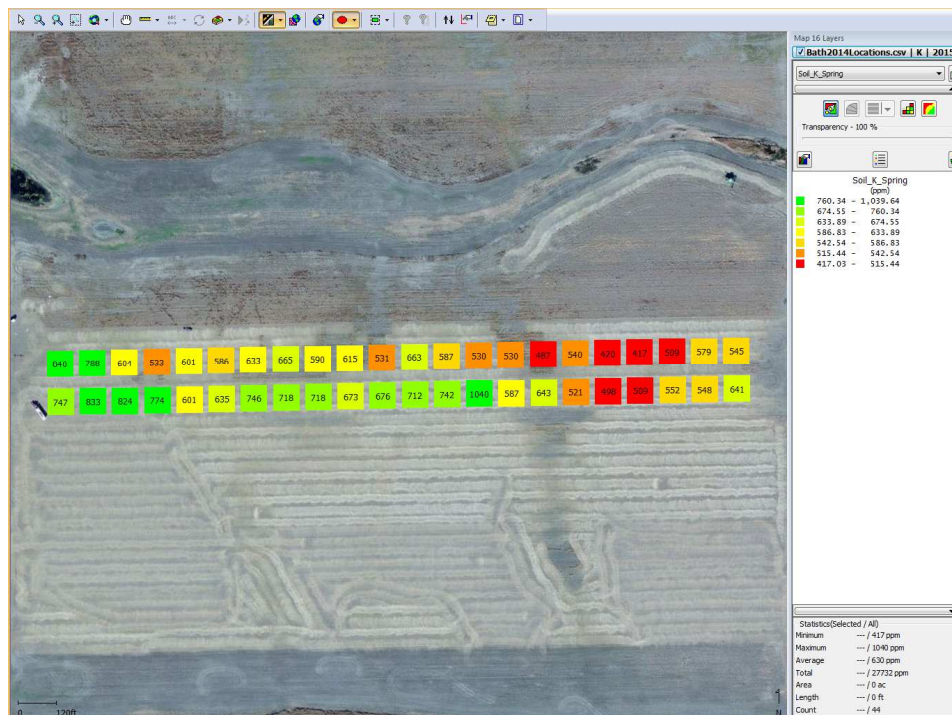 Map 16 Layers
Bath2014Locations.csv | K | 2015
Soil_K_Spring
Transparency - 100 %
Soil_K_Spring
(ppm)
760.34 - 1,039.64
674.55 - 760.34
633.89 - 674.55
586.83 - 633.89
542.54 - 586.83
515.44 - 542.54
417.03 - 515.44
788 604 533 601 586 633 665 590 615 531 663 587 530 530 487 540 420 417 509 579 545
747 833 824 774 601 635 746 718 718 673 676 712 742 1040 587 643 521 498 509 552 548 641
0 120ft
N
Statistics(Selected / All)
Minimum --- / 417 ppm
Maximum --- / 1040 ppm
Average --- / 630 ppm
Total --- / 27732 ppm
Area --- / 0 ac
Length --- / 0 ft
Count --- / 44